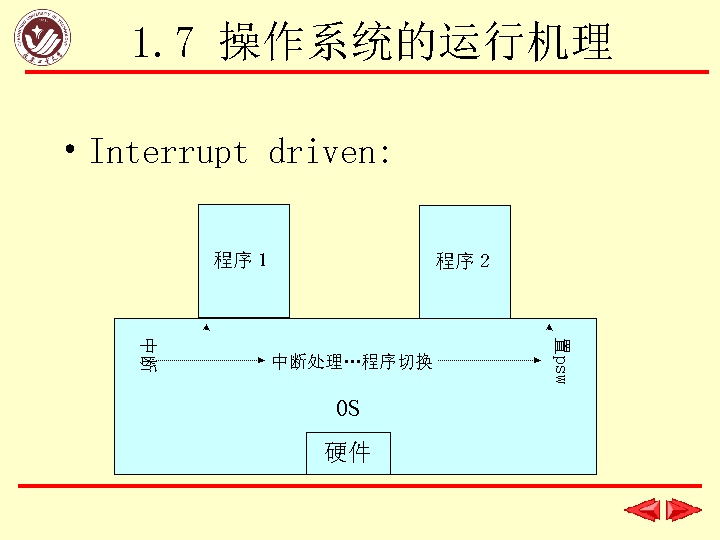 1.7 操作系统的运行机理
• Interrupt driven:
程序1
程序2
中断
中断处理…程序切换
置psw
OS
硬件